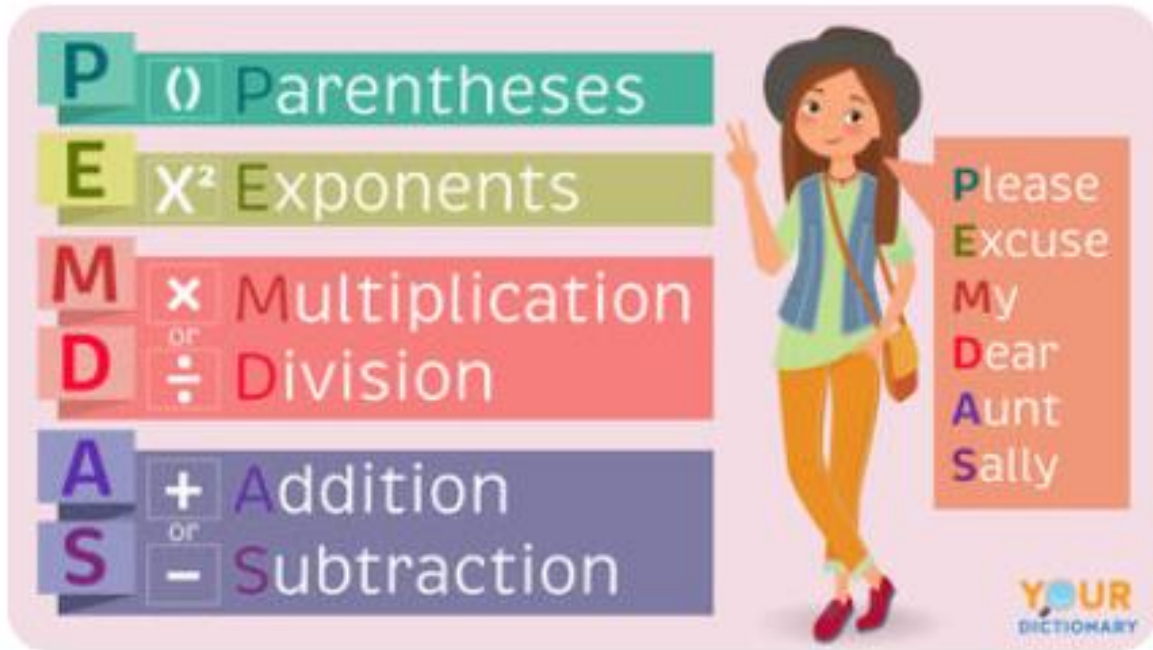 P () Parentheses
E X² Exponents
M × Multiplication
or
D ÷ Division
A + Addition
or
S − Subtraction
Please
Excuse
My
Dear
Aunt
Sally
YOUR
DICTIONARY